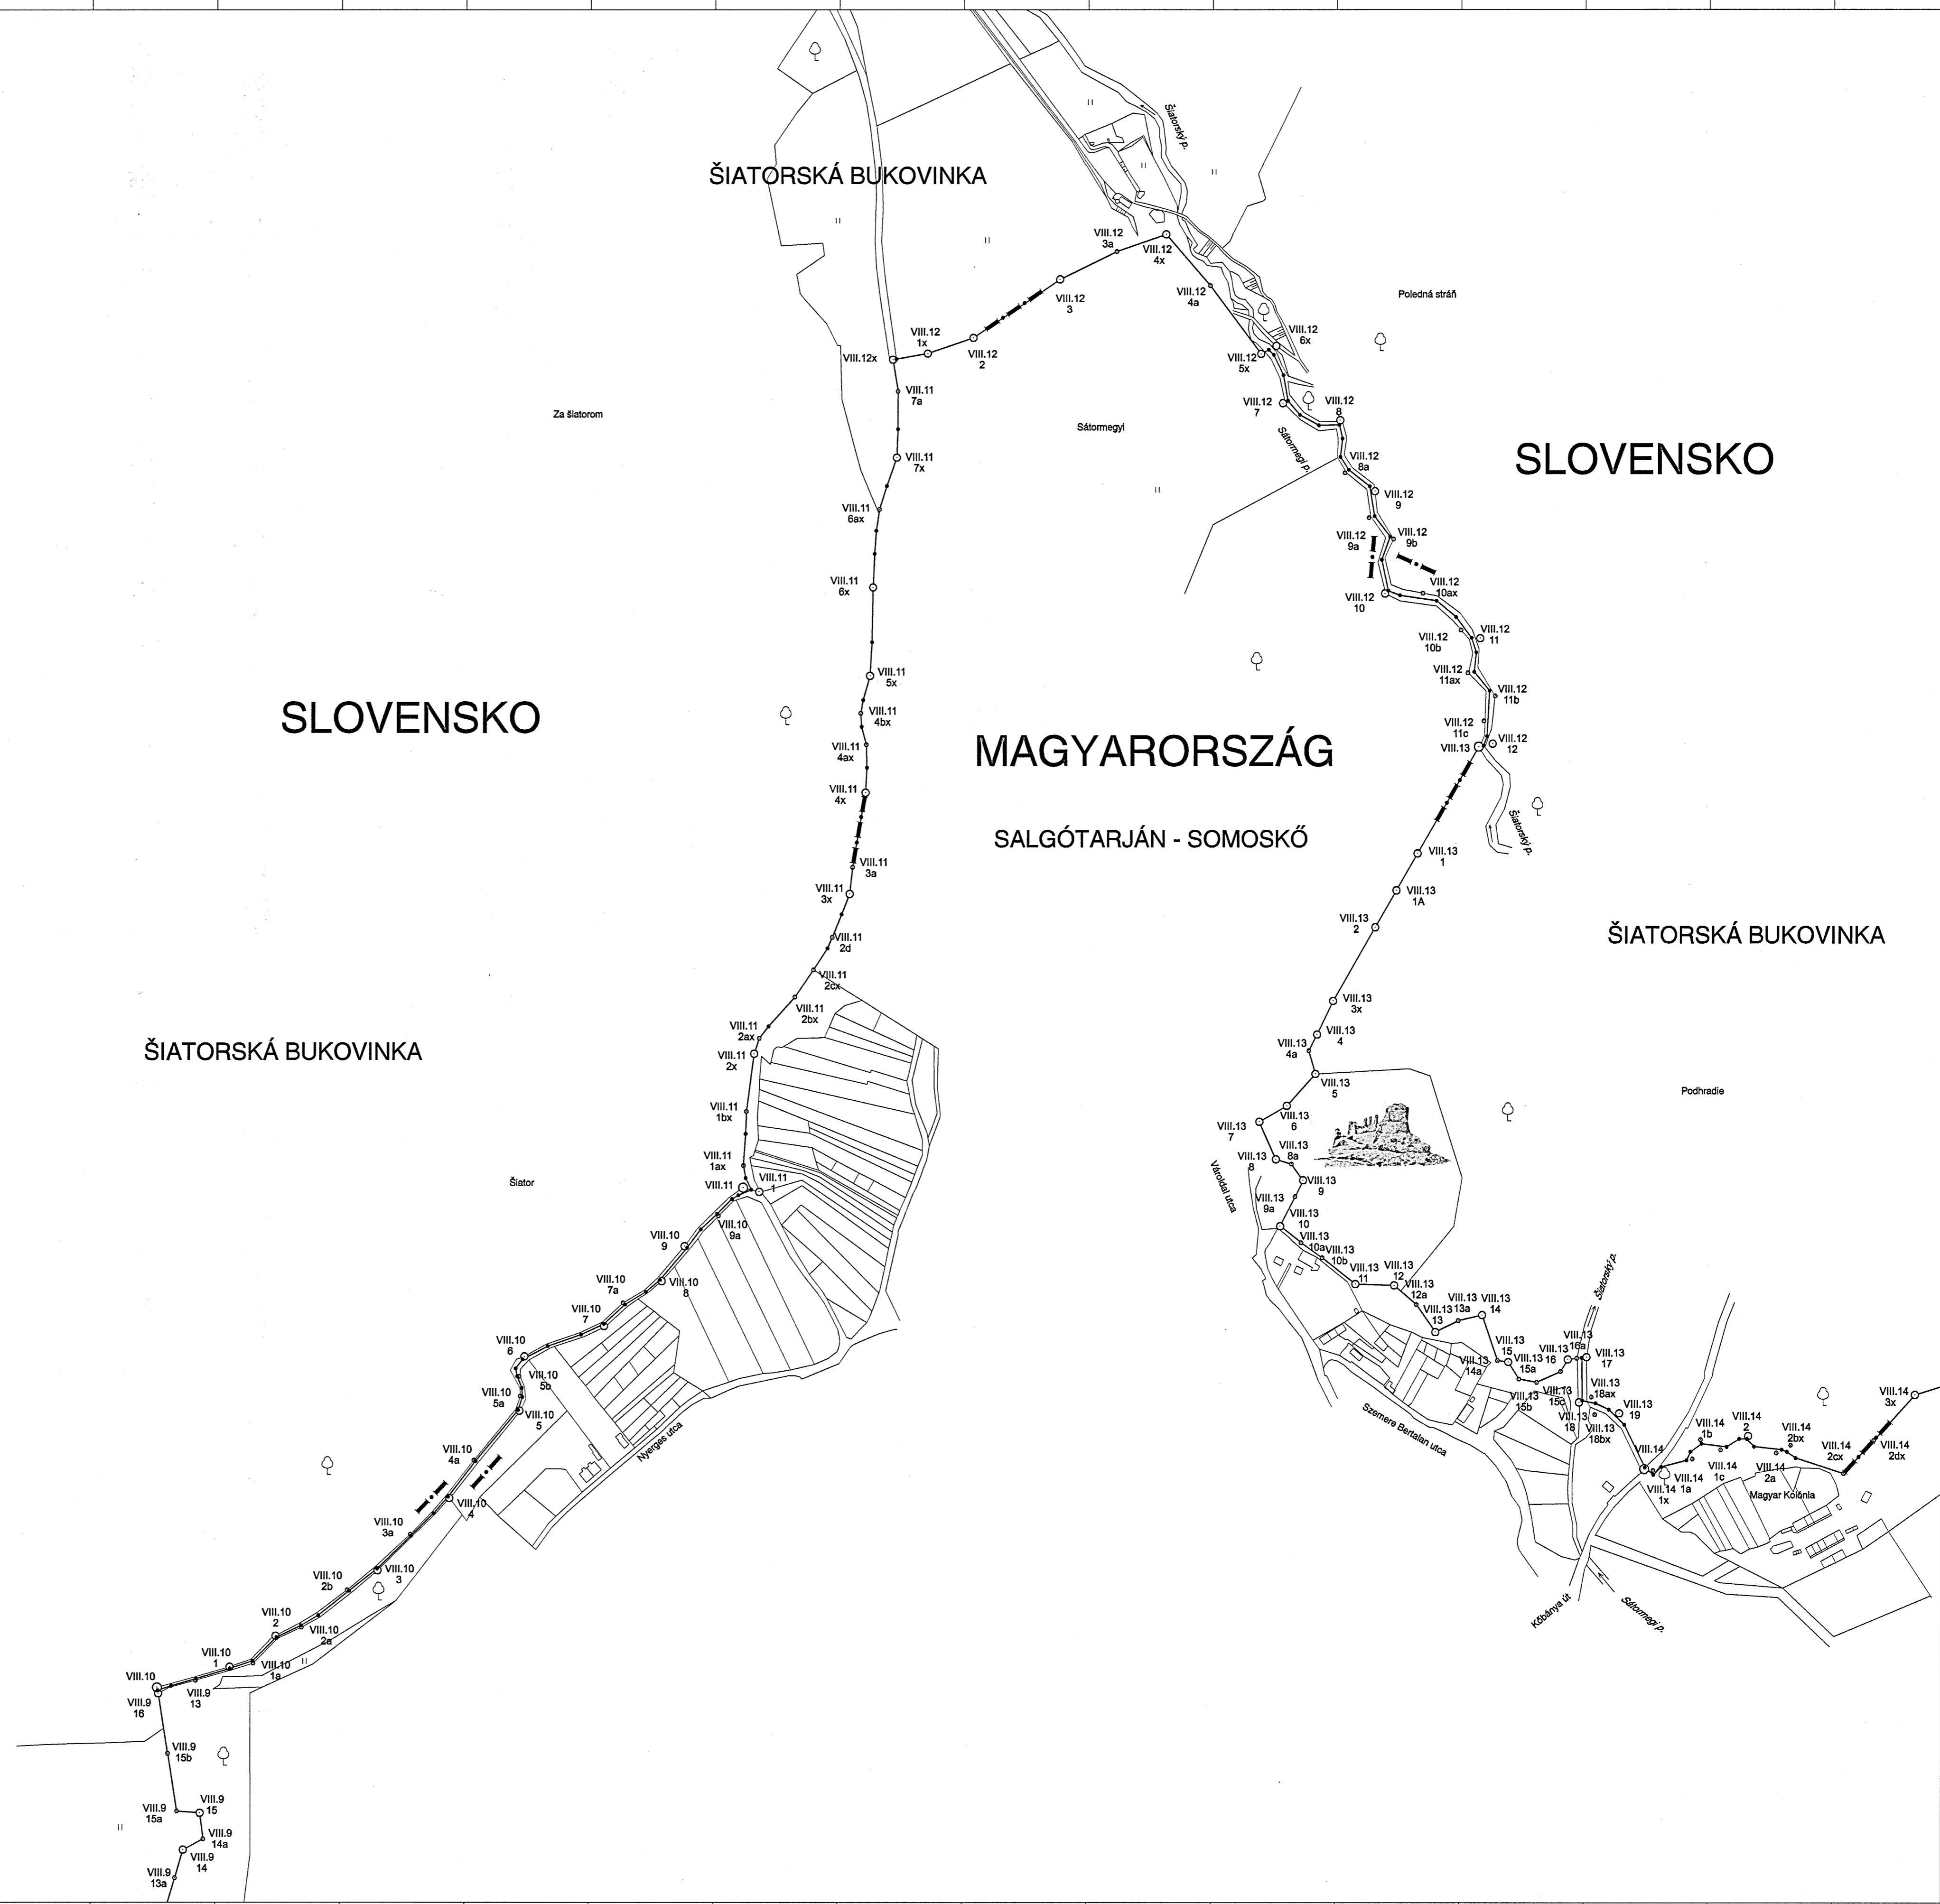 ŠIATORSKÁ BUKOVINKA
Šiatorský p.
VIII.12
3a
VIII.12
4x
VIII.12
4a
VIII.12
3
Poledná stráň
VIII.12
1x
VIII.12x
VIII.12
2
VIII.12
6x
VIII.12
5x
VIII.11
7a
Za šiatorom
Sátormegyi
VIII.12
7
VIII.12
8
Sátormegi p.
VIII.11
7x
VIII.12
8a
SLOVENSKO
VIII.12
9
VIII.11
6ax
VIII.12
9a
VIII.12
9b
VIII.11
6x
VIII.12
10
VIII.12
10ax
VIII.12
10b
VIII.12
11
VIII.11
5x
VIII.12
11ax
VIII.12
11b
SLOVENSKO
VIII.11
4bx
VIII.12
11c
VIII.13
VIII.12
12
VIII.11
4ax
MAGYARORSZÁG
VIII.11
4x
SALGÓTARJÁN - SOMOSKŐ
Šiatorský p.
VIII.11
3a
VIII.13
1
VIII.11
3x
VIII.13
1A
VIII.13
2
VIII.11
2d
ŠIATORSKÁ BUKOVINKA
VIII.11
2cx
VIII.11
2bx
VIII.13
3x
VIII.11
2ax
VIII.13
4
VIII.13
4a
ŠIATORSKÁ BUKOVINKA
VIII.11
2x
VIII.13
5
Podhradie
VIII.11
1bx
VIII.13
6
VIII.13
7
VIII.11
1ax
VIII.13
8
VIII.13
8a
Šiator
VIII.11
VIII.11
1
Városdal utca
VIII.13
9
VIII.13
9a
VIII.10
9a
VIII.13
10
VIII.10
9
VIII.13
10a
VIII.13
10b
VIII.10
8
VIII.13
11
VIII.13
12
VIII.13
12a
Šiatorský p.
VIII.10
7a
VIII.13
13
VIII.13
13a
VIII.13
14
VIII.10
7
VIII.10
6
VIII.13
14a
VIII.13
15
VIII.13
15a
VIII.13
16
VIII.13
16a
VIII.13
17
VIII.10
5b
VIII.10
5a
VIII.10
5
VIII.13
15b
VIII.13
15c
VIII.13
18ax
VIII.13
18
VIII.13
18bx
VIII.13
19
VIII.14
3x
Nyerges utca
Szemere Bertalan utca
VIII.10
4a
VIII.14
VIII.14
1b
VIII.14
2
VIII.14
2bx
VIII.14
2cx
VIII.14
2dx
VIII.14
1x
VIII.14
1a
VIII.14
1c
VIII.14
2a
Magyar Kolónia
VIII.10
4
VIII.10
3a
VIII.10
3
VIII.10
2b
Kőbánya út
Sátormegi p.
VIII.10
2
VIII.10
2a
VIII.10
1
VIII.10
1a
VIII.10
VIII.9
13
VIII.9
16
VIII.9
15b
VIII.9
15a
VIII.9
15
VIII.9
14a
VIII.9
14
VIII.9
13a